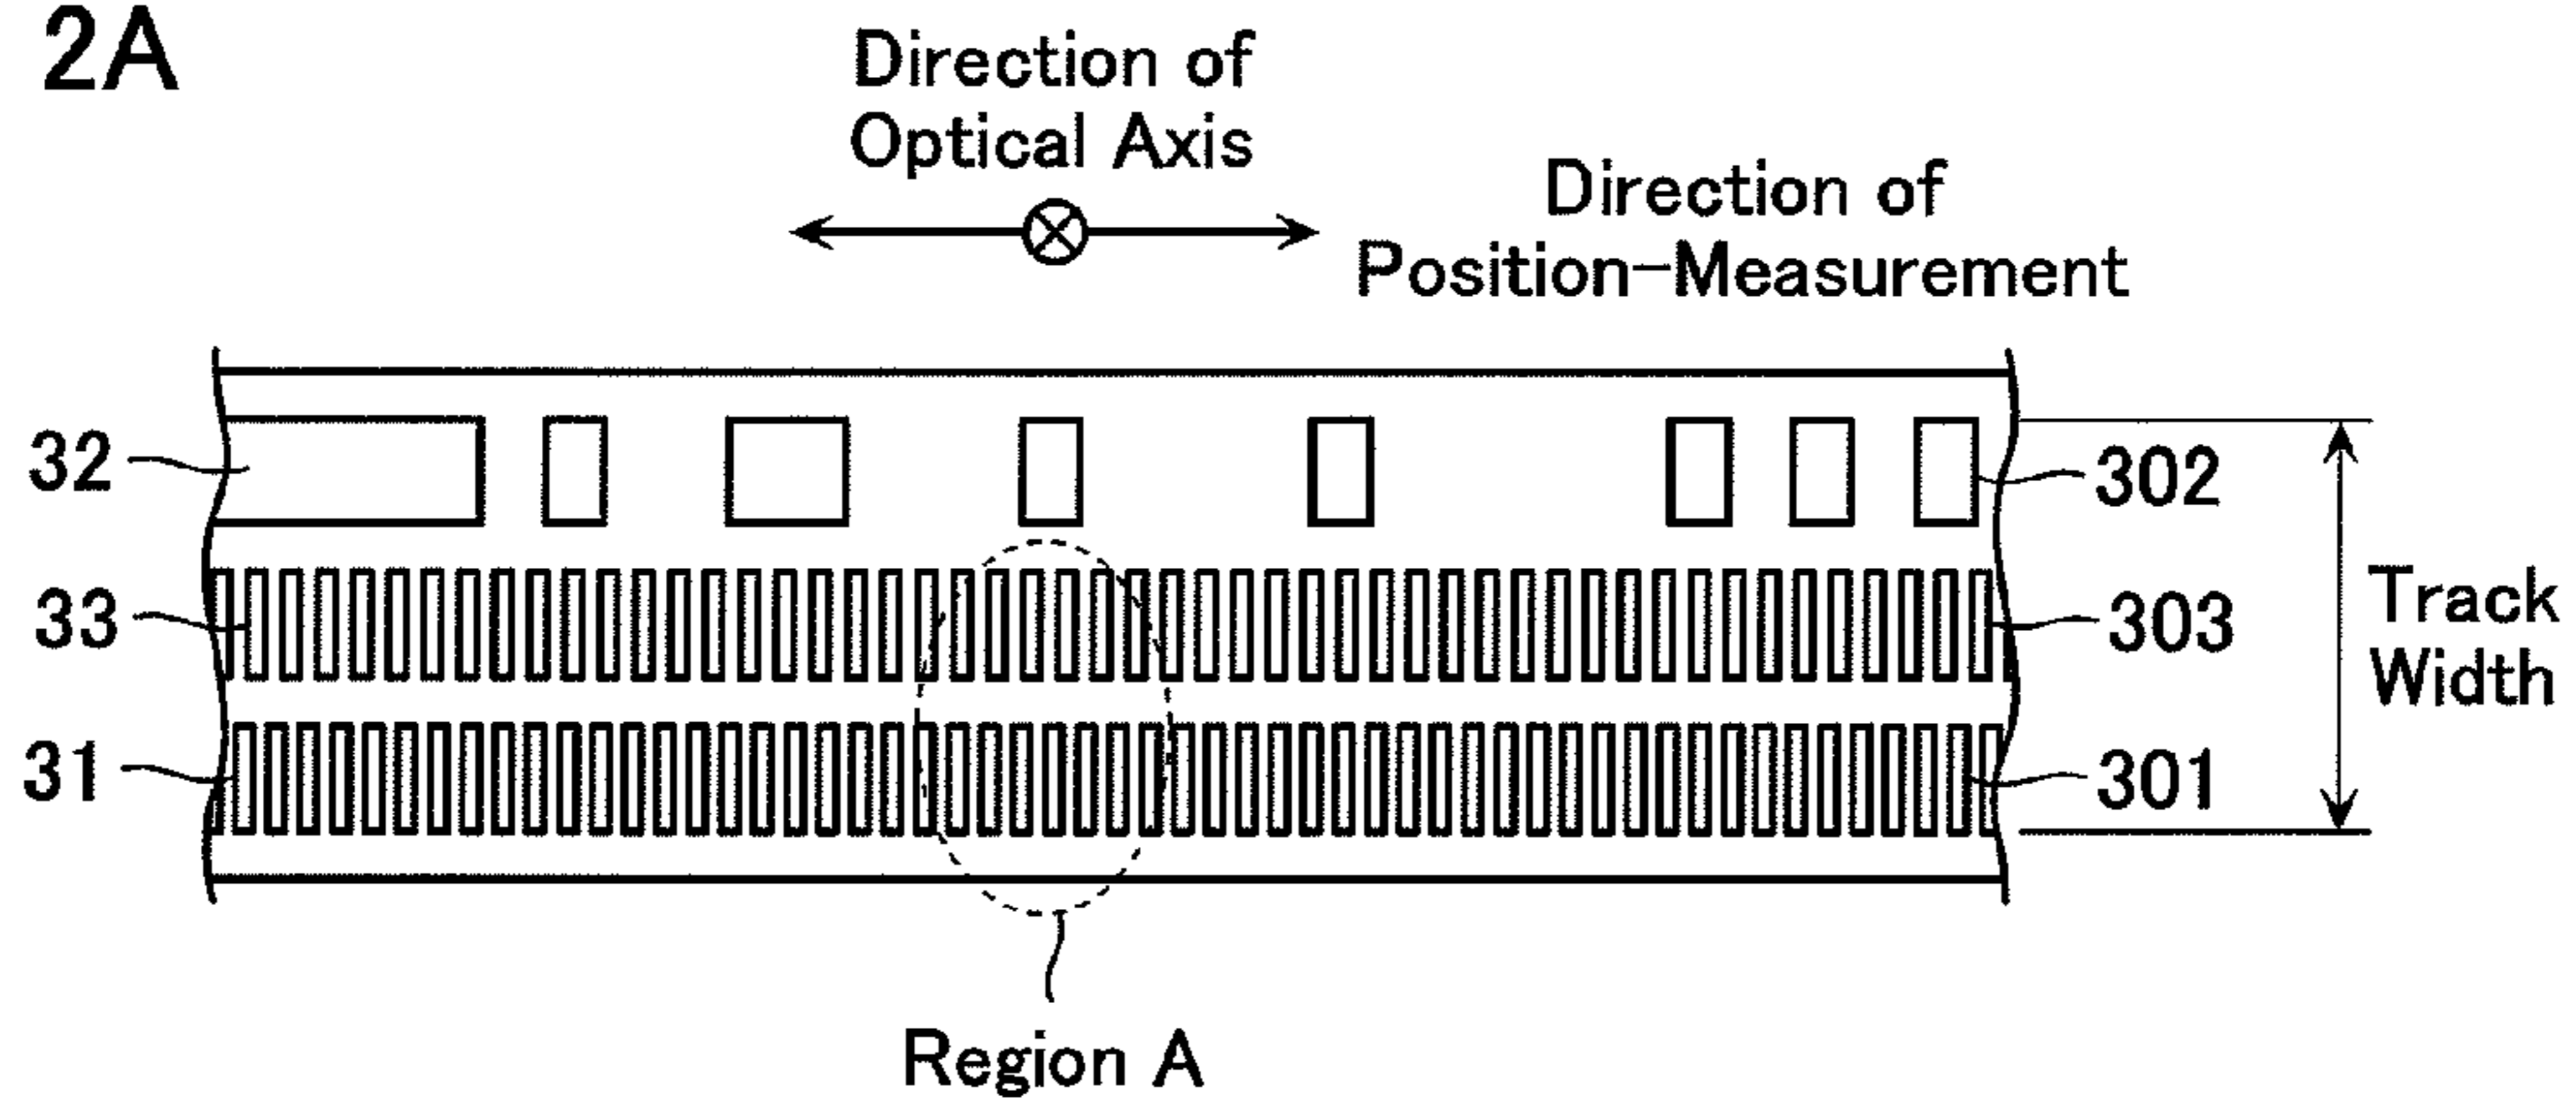 2A
Direction of
Optical Axis
Direction of
Position-Measurement
32
302
33
303
Track
Width
31
301
Region A